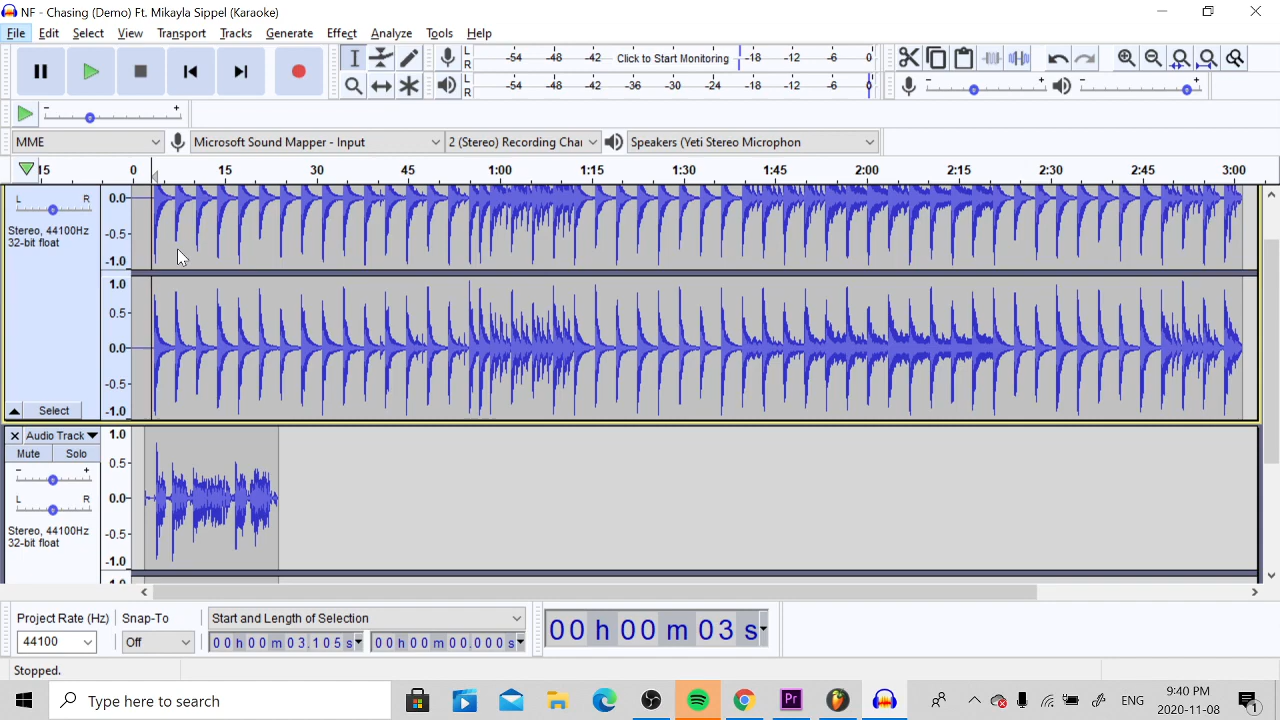 NF - Chasing (Demo) Ft. Mikayla Sippel (Karaoke)
File Edit Select View Transport Tracks Generate Effect Analyze Tools Help
L R -54 -48 -42 Click to Start Monitoring -18 -12 -6 0
L R -54 -48 -42 -36 -30 -24 -18 -12 -6 0
- + - +
- +
MME Microsoft Sound Mapper - Input 2 (Stereo) Recording Chai Speakers (Yeti Stereo Microphon
15 0 15 30 45 1:00 1:15 1:30 1:45 2:00 2:15 2:30 2:45 3:00
L R 0.0
Stereo, 44100Hz -0.5
32-bit float
-1.0
1.0
0.5
0.0
-0.5
Select -1.0
Audio Track 1.0
Mute Solo
- + 0.5
L R 0.0
Stereo, 44100Hz -0.5
32-bit float
-1.0
1.0
Project Rate (Hz) Snap-To Start and Length of Selection
44100 Off 00 h 00 m 03.105 s 00 h 00 m 00.000 s 00 h 00 m 03 s
Stopped.
Type here to search Pr ENG 9:40 PM
2020-11-08 1